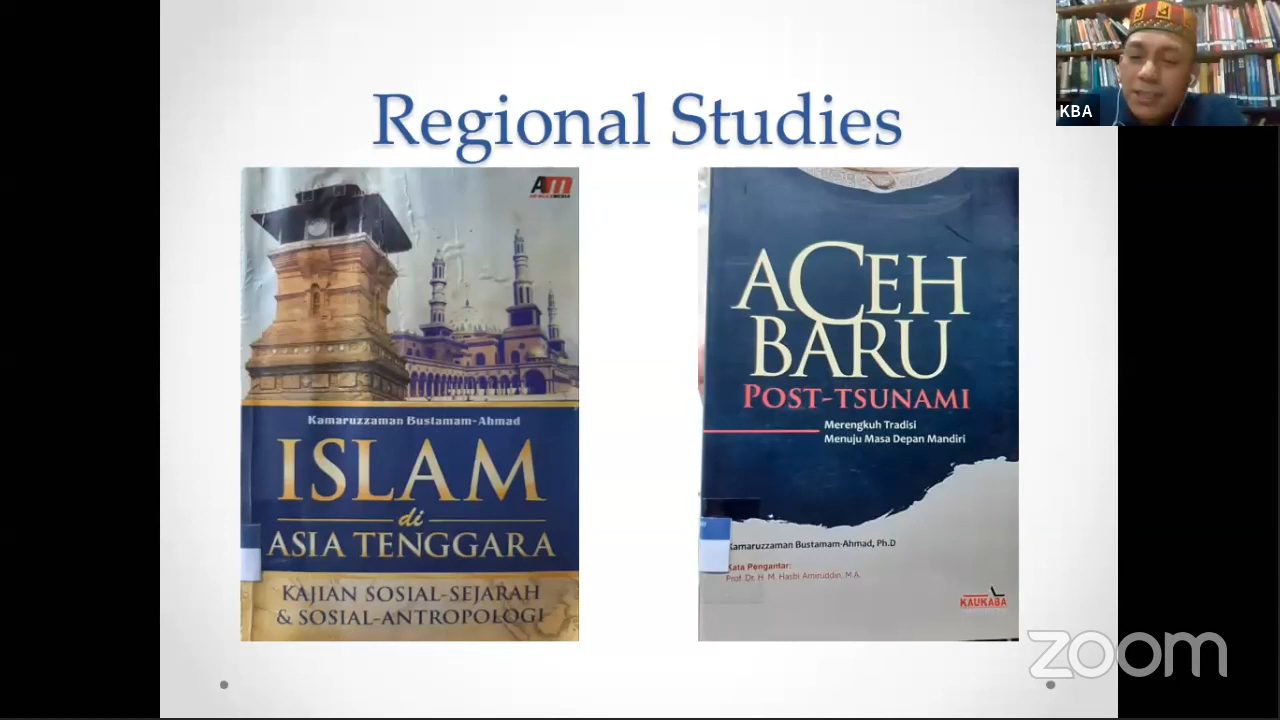 Regional Studies
KBA
AM
Kamaruzzaman Bustamam-Ahmad
ISLAM
di
ASIA TENGGARA
KAJIAN SOSIAL-SEJARAH
& SOSIAL-ANTROPOLOGI
ACEH
BARU
POST-TSUNAMI
Merengkuh Tradisi
Menuju Masa Depan Mandiri
Kamaruzzaman Bustamam-Ahmad, Ph.D
Kata Pengantar:
Prof. Dr. H. M. Hasbi Amiruddin, M.A.
KAUKABA
zoom